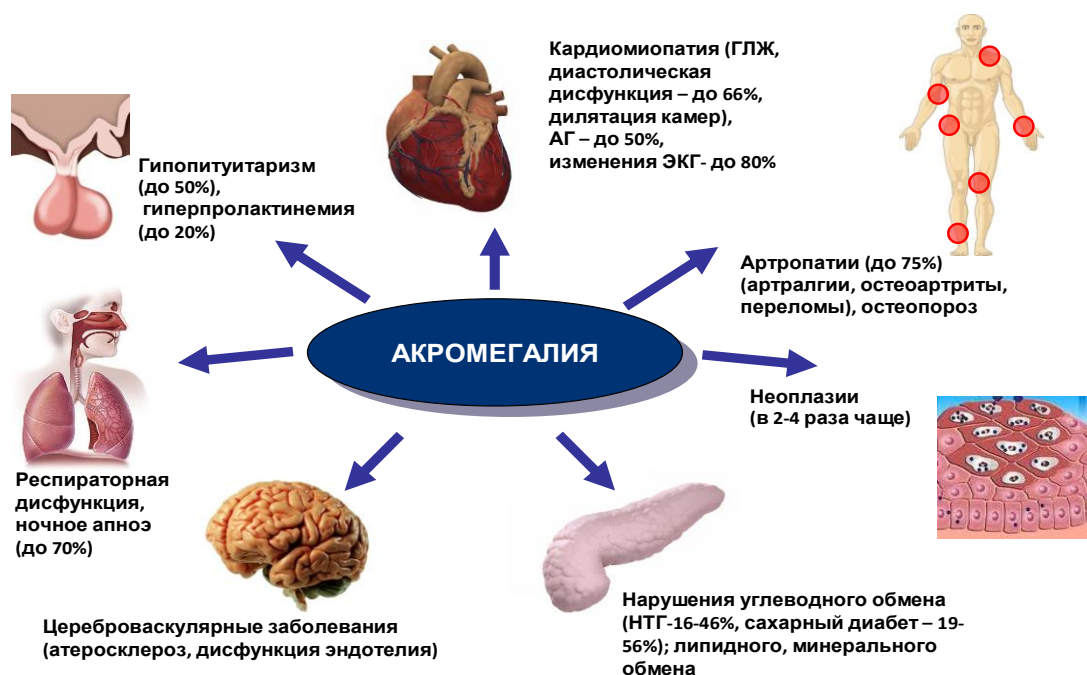 Кардиомиопатия (ГЛЖ,
диастолическая
дисфункция – до 66%,
дилятация камер),
АГ – до 50%,
изменения ЭКГ- до 80%
Гипопитуитаризм
(до 50%),
гиперпролактинемия
(до 20%)
Артропатии (до 75%)
(артралгии, остеоартриты,
переломы), остеопороз
АКРОМЕГАЛИЯ
Неоплазии
(в 2-4 раза чаще)
Респираторная
дисфункция,
ночное апноэ
(до 70%)
Цереброваскулярные заболевания
(атеросклероз, дисфункция эндотелия)
Нарушения углеводного обмена
(НТГ-16-46%, сахарный диабет – 19-
56%); липидного, минерального
обмена